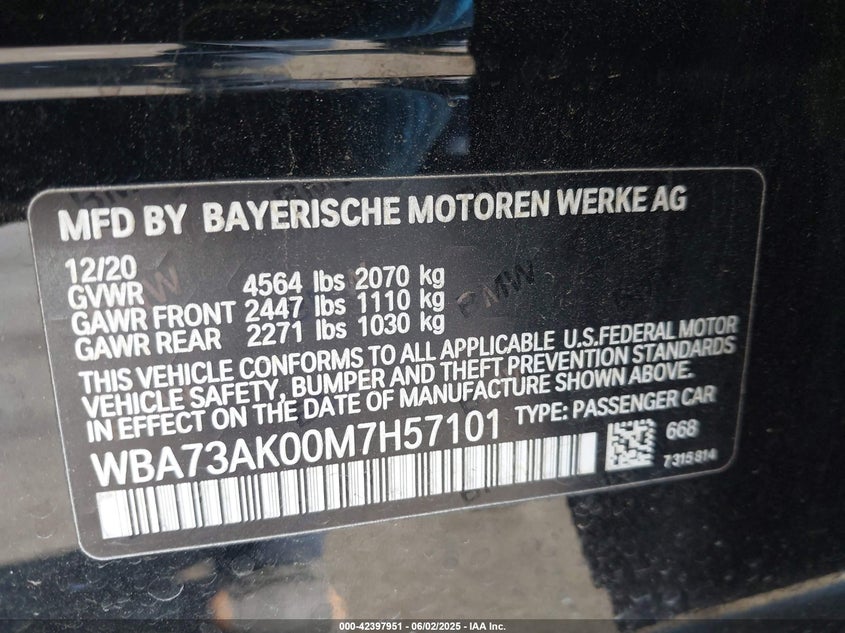 MFD BY BAYERISCHE MOTOREN WERKE AG
12/20
GVWR 4564 lbs 2070 kg
GAWR FRONT 2447 lbs 1110 kg
GAWR REAR 2271 lbs 1030 kg
THIS VEHICLE CONFORMS TO ALL APPLICABLE U.S.FEDERAL MOTOR
VEHICLE SAFETY, BUMPER AND THEFT PREVENTION STANDARDS
IN EFFECT ON THE DATE OF MANUFACTURE SHOWN ABOVE.
WBA73AK00M7H57101 TYPE: PASSENGER CAR
668
7315814
000-42397951 - 06/02/2025 - IAA Inc.